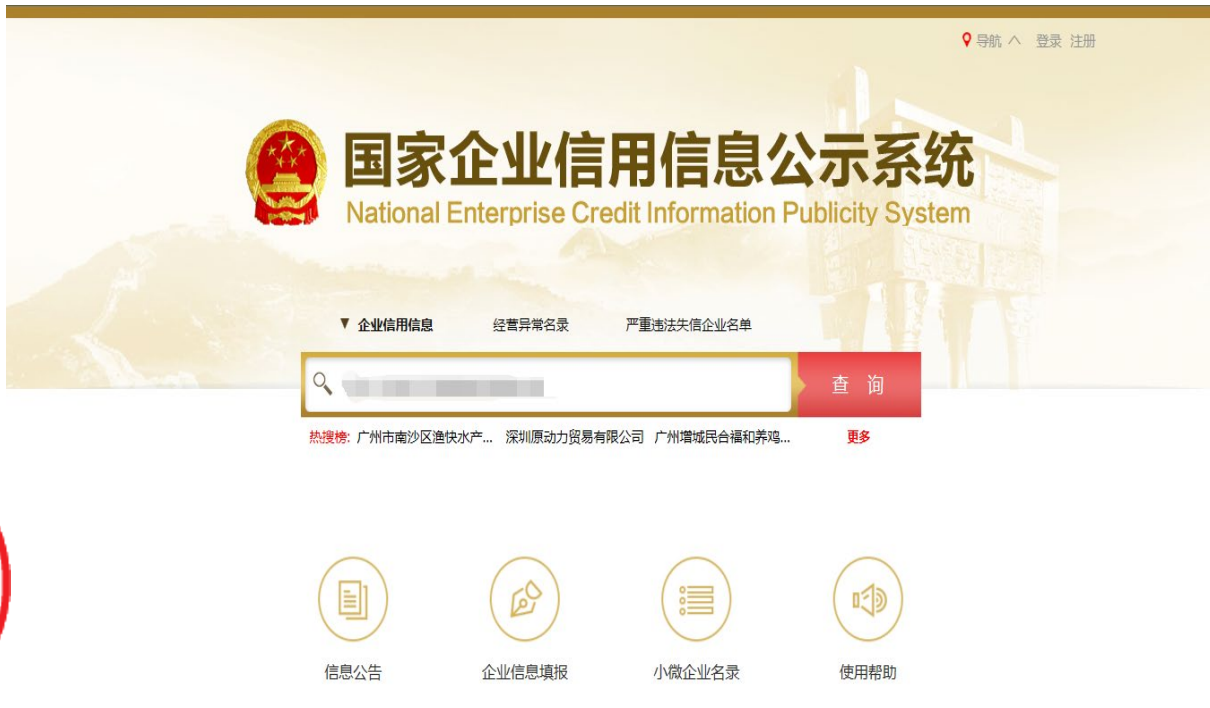 导航 登录 注册
国家企业信用信息公示系统
National Enterprise Credit Information Publicity System
企业信用信息 经营异常名录 严重违法失信企业名单
查 询
热搜榜: 广州市南沙区渔快水产... 深圳原动力贸易有限公司 广州增城民合福和养鸡... 更多
信息公告 企业信息填报 小微企业名录 使用帮助